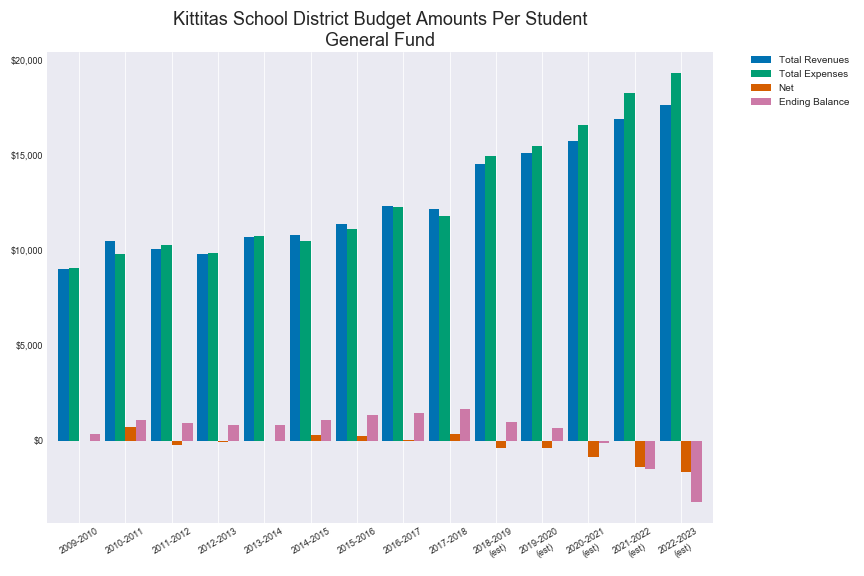 Kittitas School District Budget Amounts Per Student
General Fund
Total Revenues
Total Expenses
Net
Ending Balance
$20,000
$15,000
$10,000
$5,000
$0
2009-2010
2010-2011
2011-2012
2012-2013
2013-2014
2014-2015
2015-2016
2016-2017
2017-2018
2018-2019
(est)
2019-2020
(est)
2020-2021
(est)
2021-2022
(est)
2022-2023
(est)